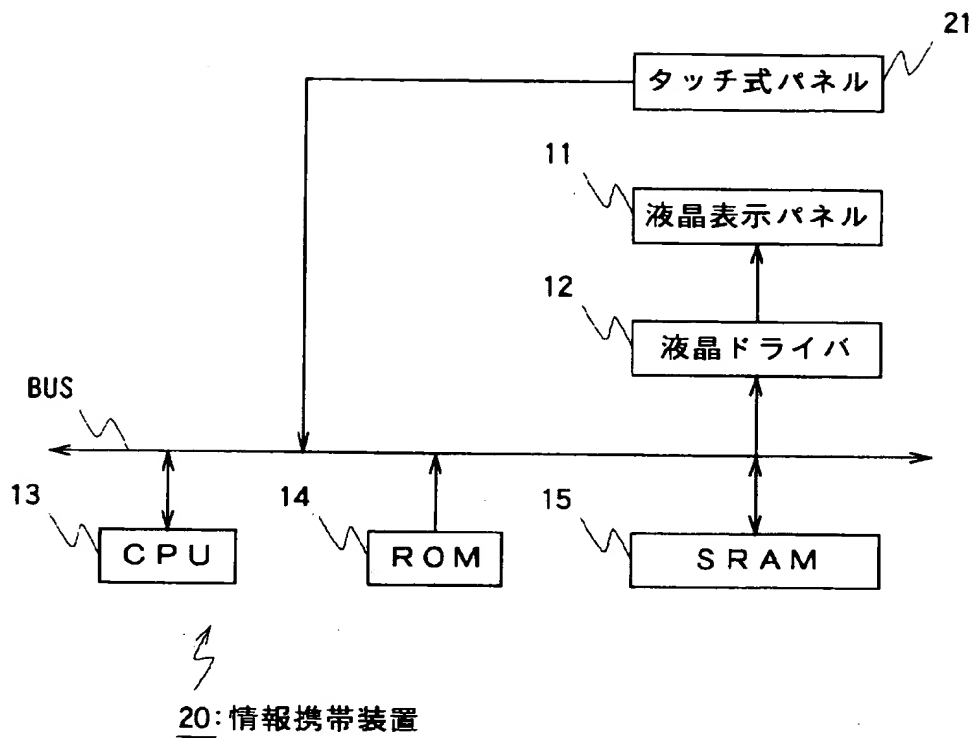 21
タッチ式パネル
11
液晶表示パネル
12
液晶ドライバ
BUS
13
CPU
14
ROM
15
SRAM
20:情報携帯装置